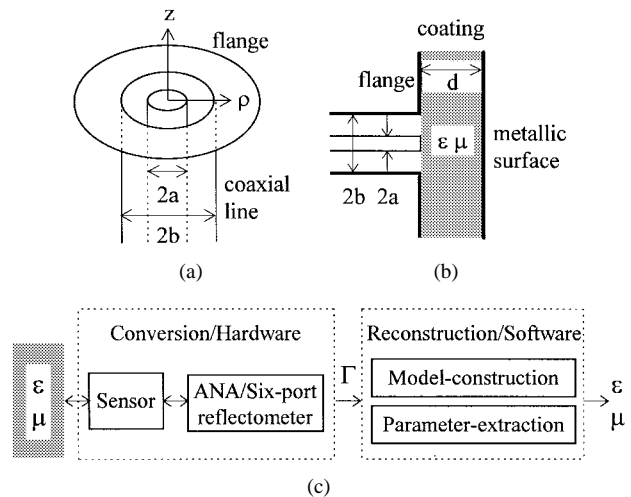 z
flange
ρ
coaxial
line
2a
2b
(a)
coating
flange
d
ε μ
metallic
surface
2b 2a
(b)
Conversion/Hardware
Reconstruction/Software
ε
μ
Sensor
ANA/Six-port
reflectometer
Γ
Model-construction
Parameter-extraction
ε
μ
(c)